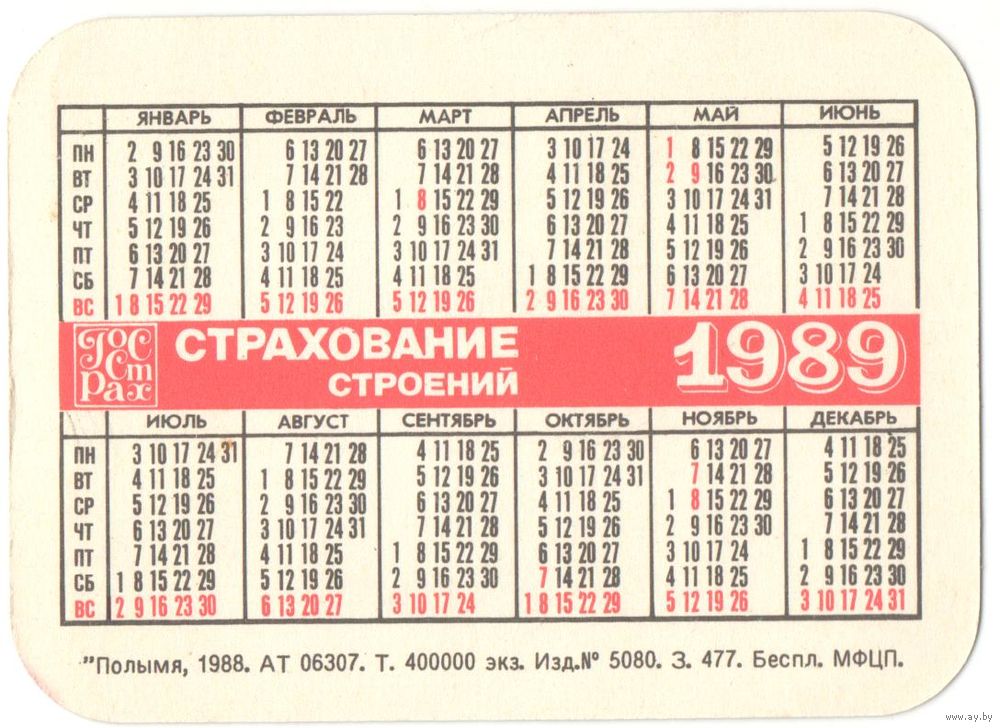 ЯНВАРЬ ФЕВРАЛЬ МАРТ АПРЕЛЬ МАЙ ИЮНЬ
ПН 2 9 16 23 30 6 13 20 27 6 13 20 27 3 10 17 24 1 8 15 22 29 5 12 19 26
ВТ 3 10 17 24 31 7 14 21 28 7 14 21 28 4 11 18 25 2 9 16 23 30 6 13 20 27
СР 4 11 18 25 1 8 15 22 1 8 15 22 29 5 12 19 26 3 10 17 24 31 7 14 21 28
ЧТ 5 12 19 26 2 9 16 23 2 9 16 23 30 6 13 20 27 4 11 18 25 1 8 15 22 29
ПТ 6 13 20 27 3 10 17 24 3 10 17 24 31 7 14 21 28 5 12 19 26 2 9 16 23 30
СБ 7 14 21 28 4 11 18 25 4 11 18 25 1 8 15 22 29 6 13 20 27 3 10 17 24
ВС 1 8 15 22 29 5 12 19 26 5 12 19 26 2 9 16 23 30 7 14 21 28 4 11 18 25
ГосСтрах
СТРАХОВАНИЕ
СТРОЕНИЙ
1989
ИЮЛЬ АВГУСТ СЕНТЯБРЬ ОКТЯБРЬ НОЯБРЬ ДЕКАБРЬ
ПН 3 10 17 24 31 7 14 21 28 4 11 18 25 2 9 16 23 30 6 13 20 27 4 11 18 25
ВТ 4 11 18 25 1 8 15 22 29 5 12 19 26 3 10 17 24 31 7 14 21 28 5 12 19 26
СР 5 12 19 26 2 9 16 23 30 6 13 20 27 4 11 18 25 1 8 15 22 29 6 13 20 27
ЧТ 6 13 20 27 3 10 17 24 31 7 14 21 28 5 12 19 26 2 9 16 23 30 7 14 21 28
ПТ 7 14 21 28 4 11 18 25 1 8 15 22 29 6 13 20 27 3 10 17 24 1 8 15 22 29
СБ 1 8 15 22 29 5 12 19 26 2 9 16 23 30 7 14 21 28 4 11 18 25 2 9 16 23 30
ВС 2 9 16 23 30 6 13 20 27 3 10 17 24 1 8 15 22 29 5 12 19 26 3 10 17 24 31
"Полымя, 1988. АТ 06307. Т. 400000 экз. Изд.№ 5080. З. 477. Беспл. МФЦП.
www.ay.by